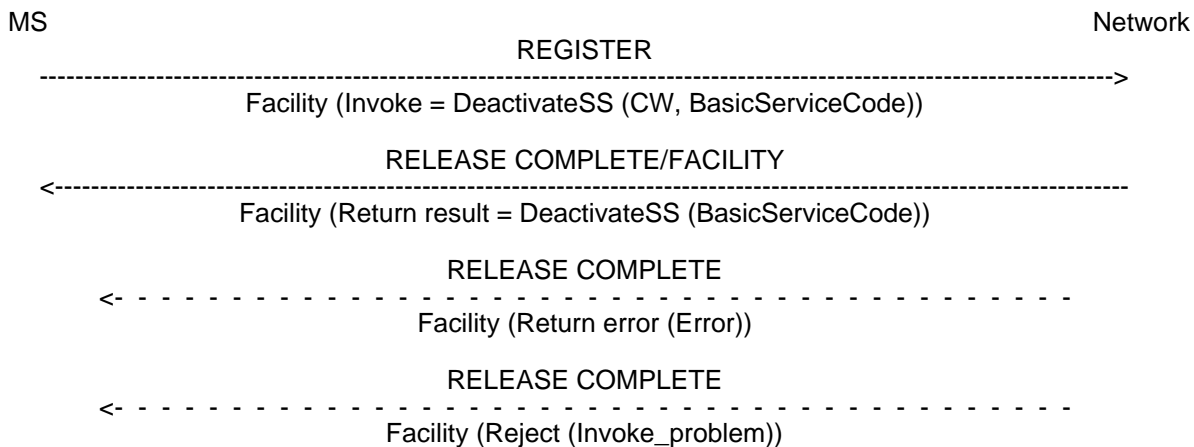 MS Network
REGISTER
Facility (Invoke = DeactivateSS (CW, BasicServiceCode))
RELEASE COMPLETE/FACILITY
Facility (Return result = DeactivateSS (BasicServiceCode))
RELEASE COMPLETE
Facility (Return error (Error))
RELEASE COMPLETE
Facility (Reject (Invoke_problem))